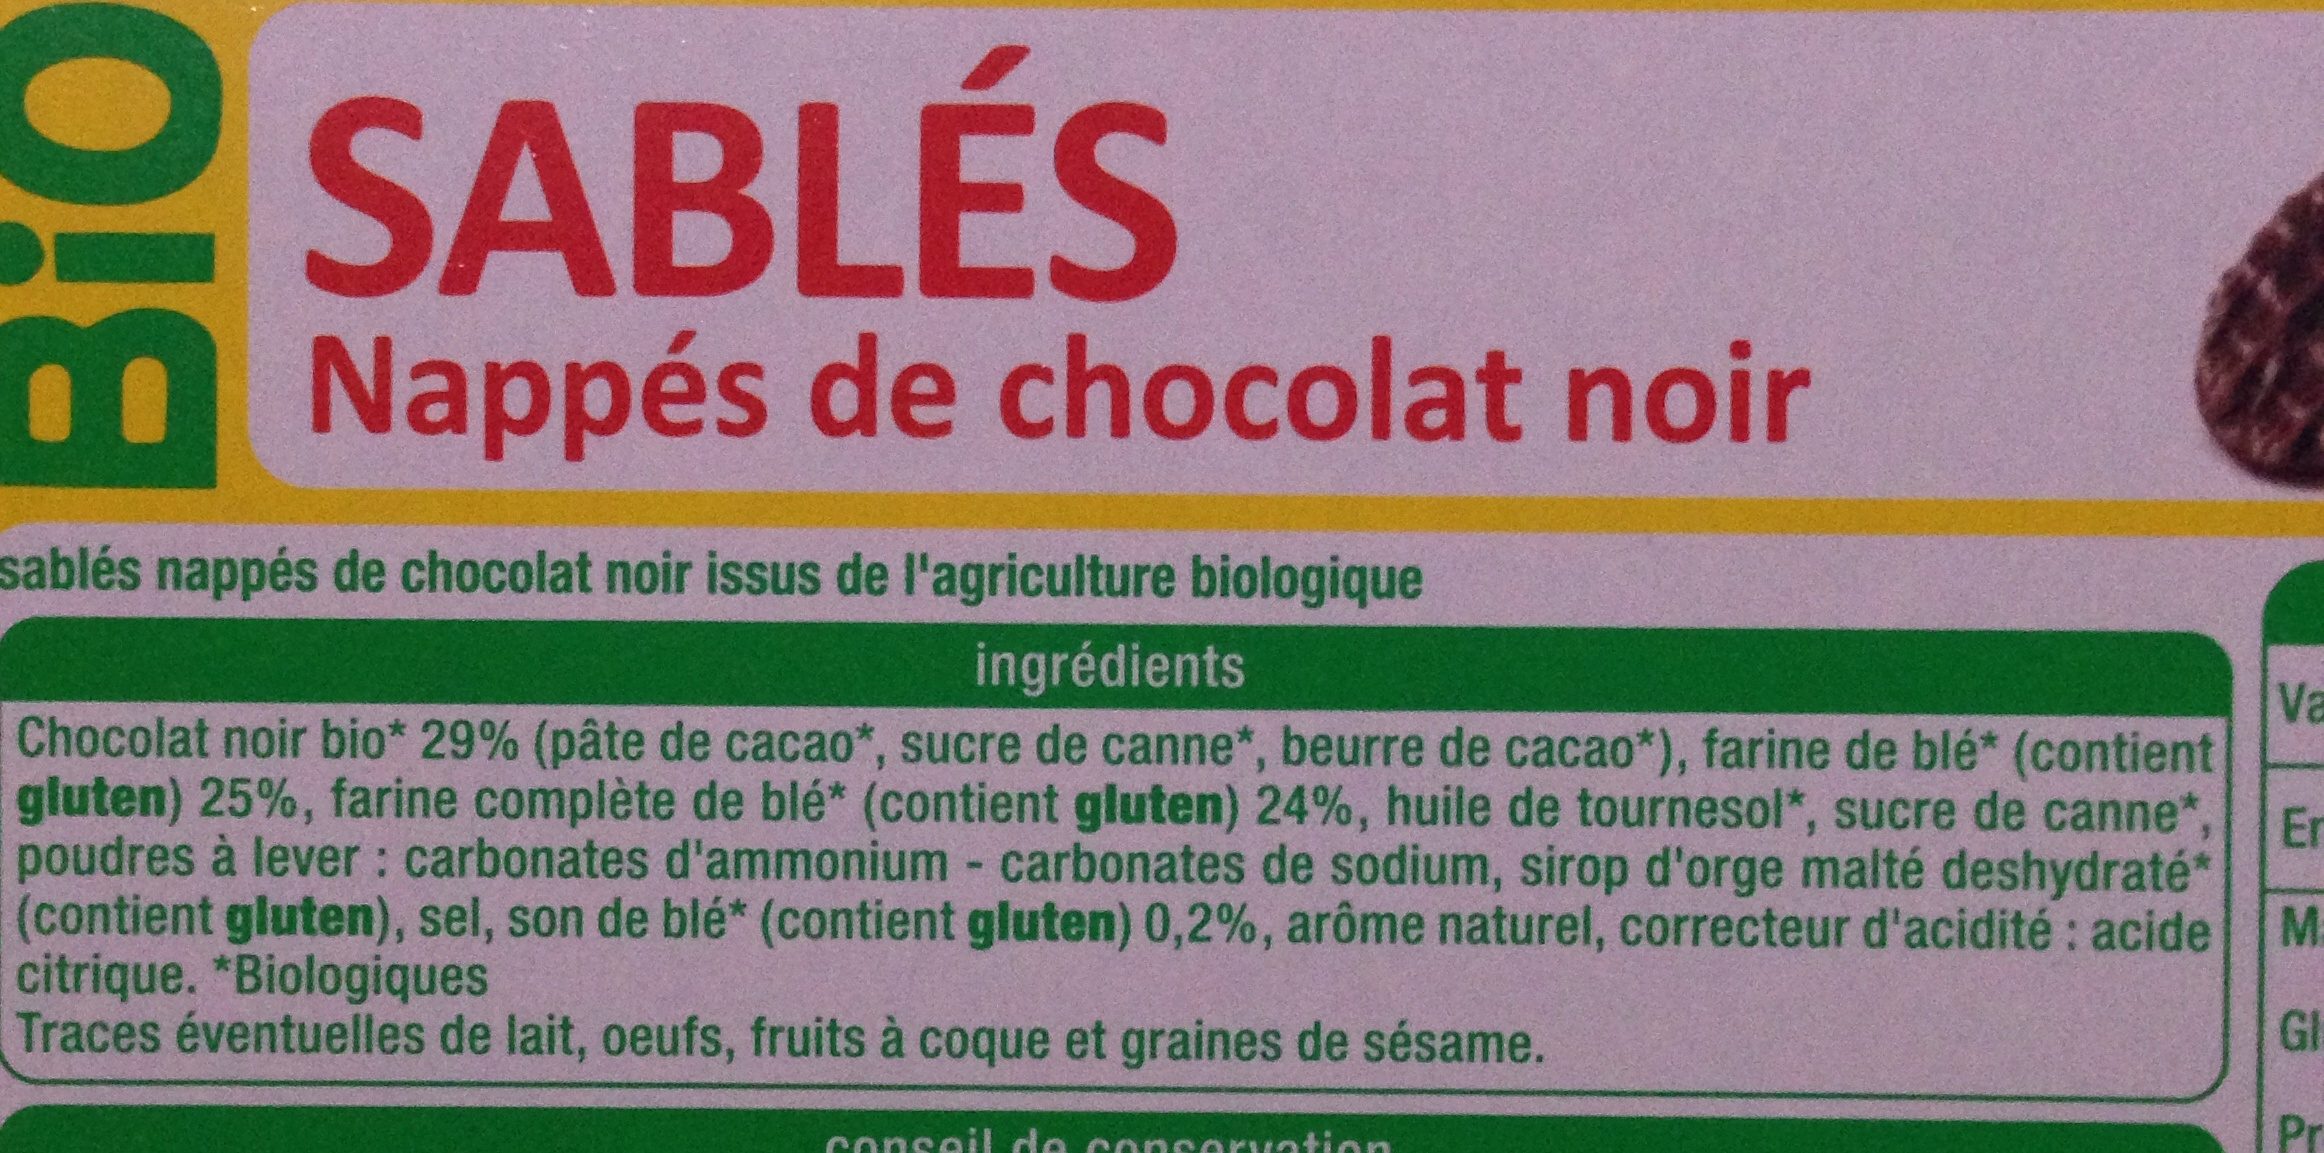 BiO
SABLÉS
Nappés de chocolat noir
sablés nappés de chocolat noir issus de l'agriculture biologique
ingrédients
Chocolat noir bio* 29% (pâte de cacao*, sucre de canne*, beurre de cacao*), farine de blé* (contient
gluten) 25%, farine complète de blé* (contient gluten) 24%, huile de tournesol*, sucre de canne*,
poudres à lever : carbonates d'ammonium - carbonates de sodium, sirop d'orge malté deshydraté*
(contient gluten), sel, son de blé* (contient gluten) 0,2%, arôme naturel, correcteur d'acidité : acide
citrique. *Biologiques
Traces éventuelles de lait, oeufs, fruits à coque et graines de sésame.
conseil de conservation